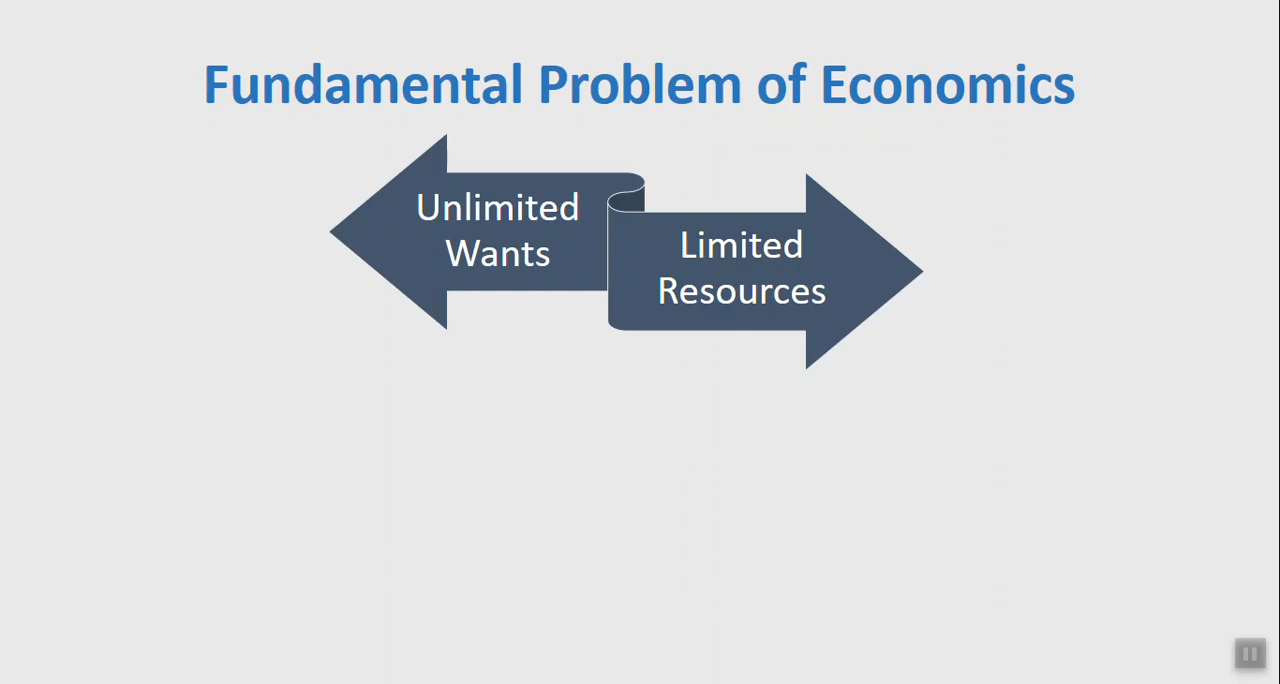 Fundamental Problem of Economics
Unlimited
Wants
Limited
Resources